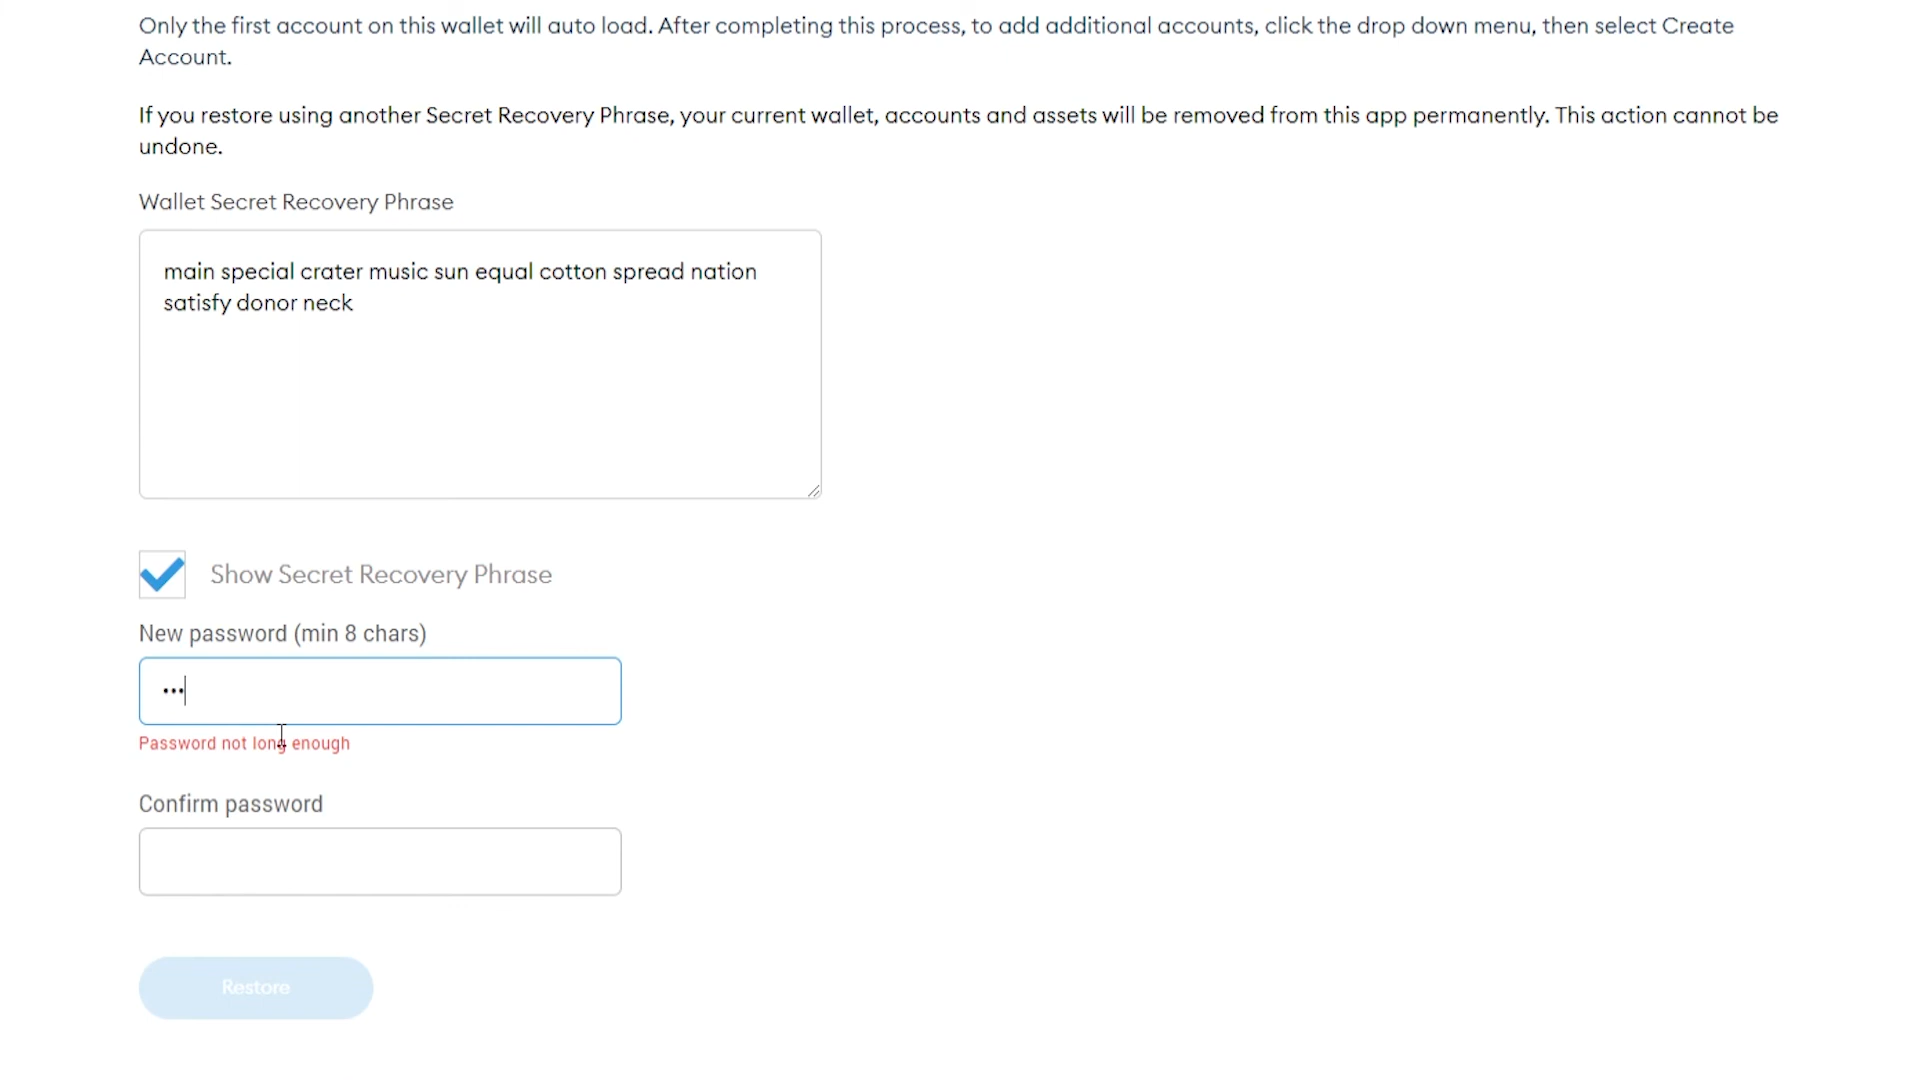 Only the first account on this wallet will auto load. After completing this process, to add additional accounts, click the drop down menu, then select Create
Account.
If you restore using another Secret Recovery Phrase, your current wallet, accounts and assets will be removed from this app permanently. This action cannot be
undone.
Wallet Secret Recovery Phrase
main special crater music sun equal cotton spread nation
satisfy donor neck
Show Secret Recovery Phrase
New password (min 8 chars)
•••
Password not long enough
Confirm password
Restore